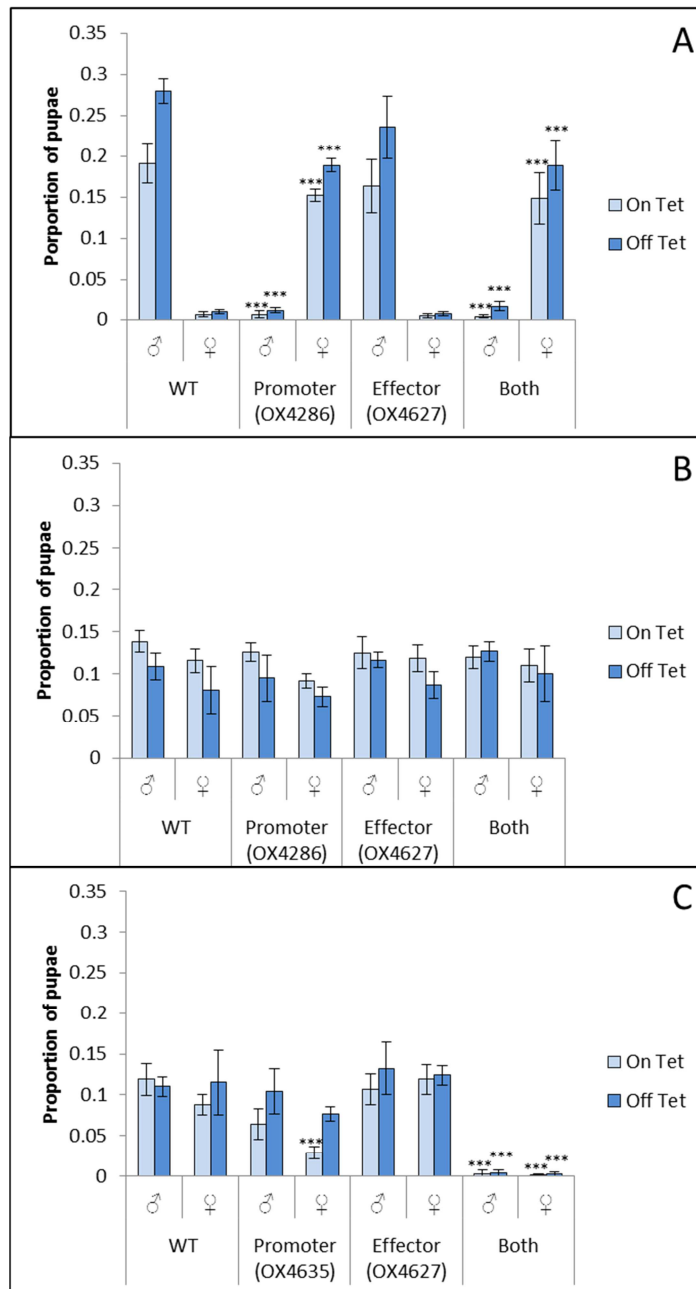 A
0.35
0.3
0.25
0.2
0.15
0.1
0.05
0
Porportion of pupae
*** *** *** *** *** *** *** ***
On Tet
Off Tet
♂ ♀ ♂ ♀ ♂ ♀ ♂ ♀
WT Promoter (OX4286) Effector (OX4627) Both
B
0.35
0.3
0.25
0.2
0.15
0.1
0.05
0
Proportion of pupae
On Tet
Off Tet
♂ ♀ ♂ ♀ ♂ ♀ ♂ ♀
WT Promoter (OX4286) Effector (OX4627) Both
C
0.35
0.3
0.25
0.2
0.15
0.1
0.05
0
Proportion of pupae
*** *** *** *** ***
On Tet
Off Tet
♂ ♀ ♂ ♀ ♂ ♀ ♂ ♀
WT Promoter (OX4635) Effector (OX4627) Both